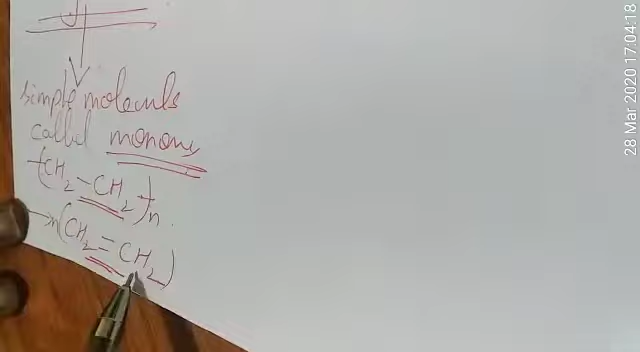 simple molecules
called monomers
-(CH2-CH2)-n.
→n(CH2=CH2)
28 Mar 2020 17:04:18